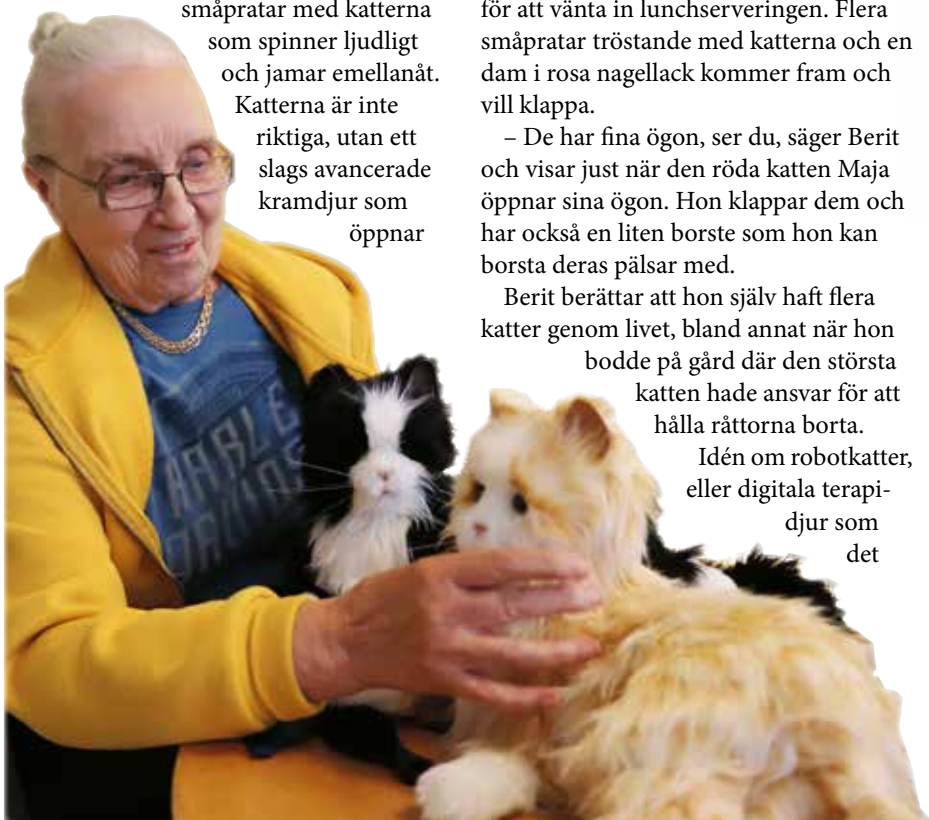 småpratar med katterna
som spinner ljudligt
och jamar emellanåt.
Katterna är inte
riktiga, utan ett
slags avancerade
kramdjur som
öppnar
för att vänta in lunchserveringen. Flera
småpratar tröstande med katterna och en
dam i rosa nagellack kommer fram och
vill klappa.
– De har fina ögon, ser du, säger Berit
och visar just när den röda katten Maja
öppnar sina ögon. Hon klappar dem och
har också en liten borste som hon kan
borsta deras pälsar med.
Berit berättar att hon själv haft flera
katter genom livet, bland annat när hon
bodde på gård där den största
katten hade ansvar för att
hålla råttorna borta.
Idén om robotkatter,
eller digitala terapi-
djur som
det